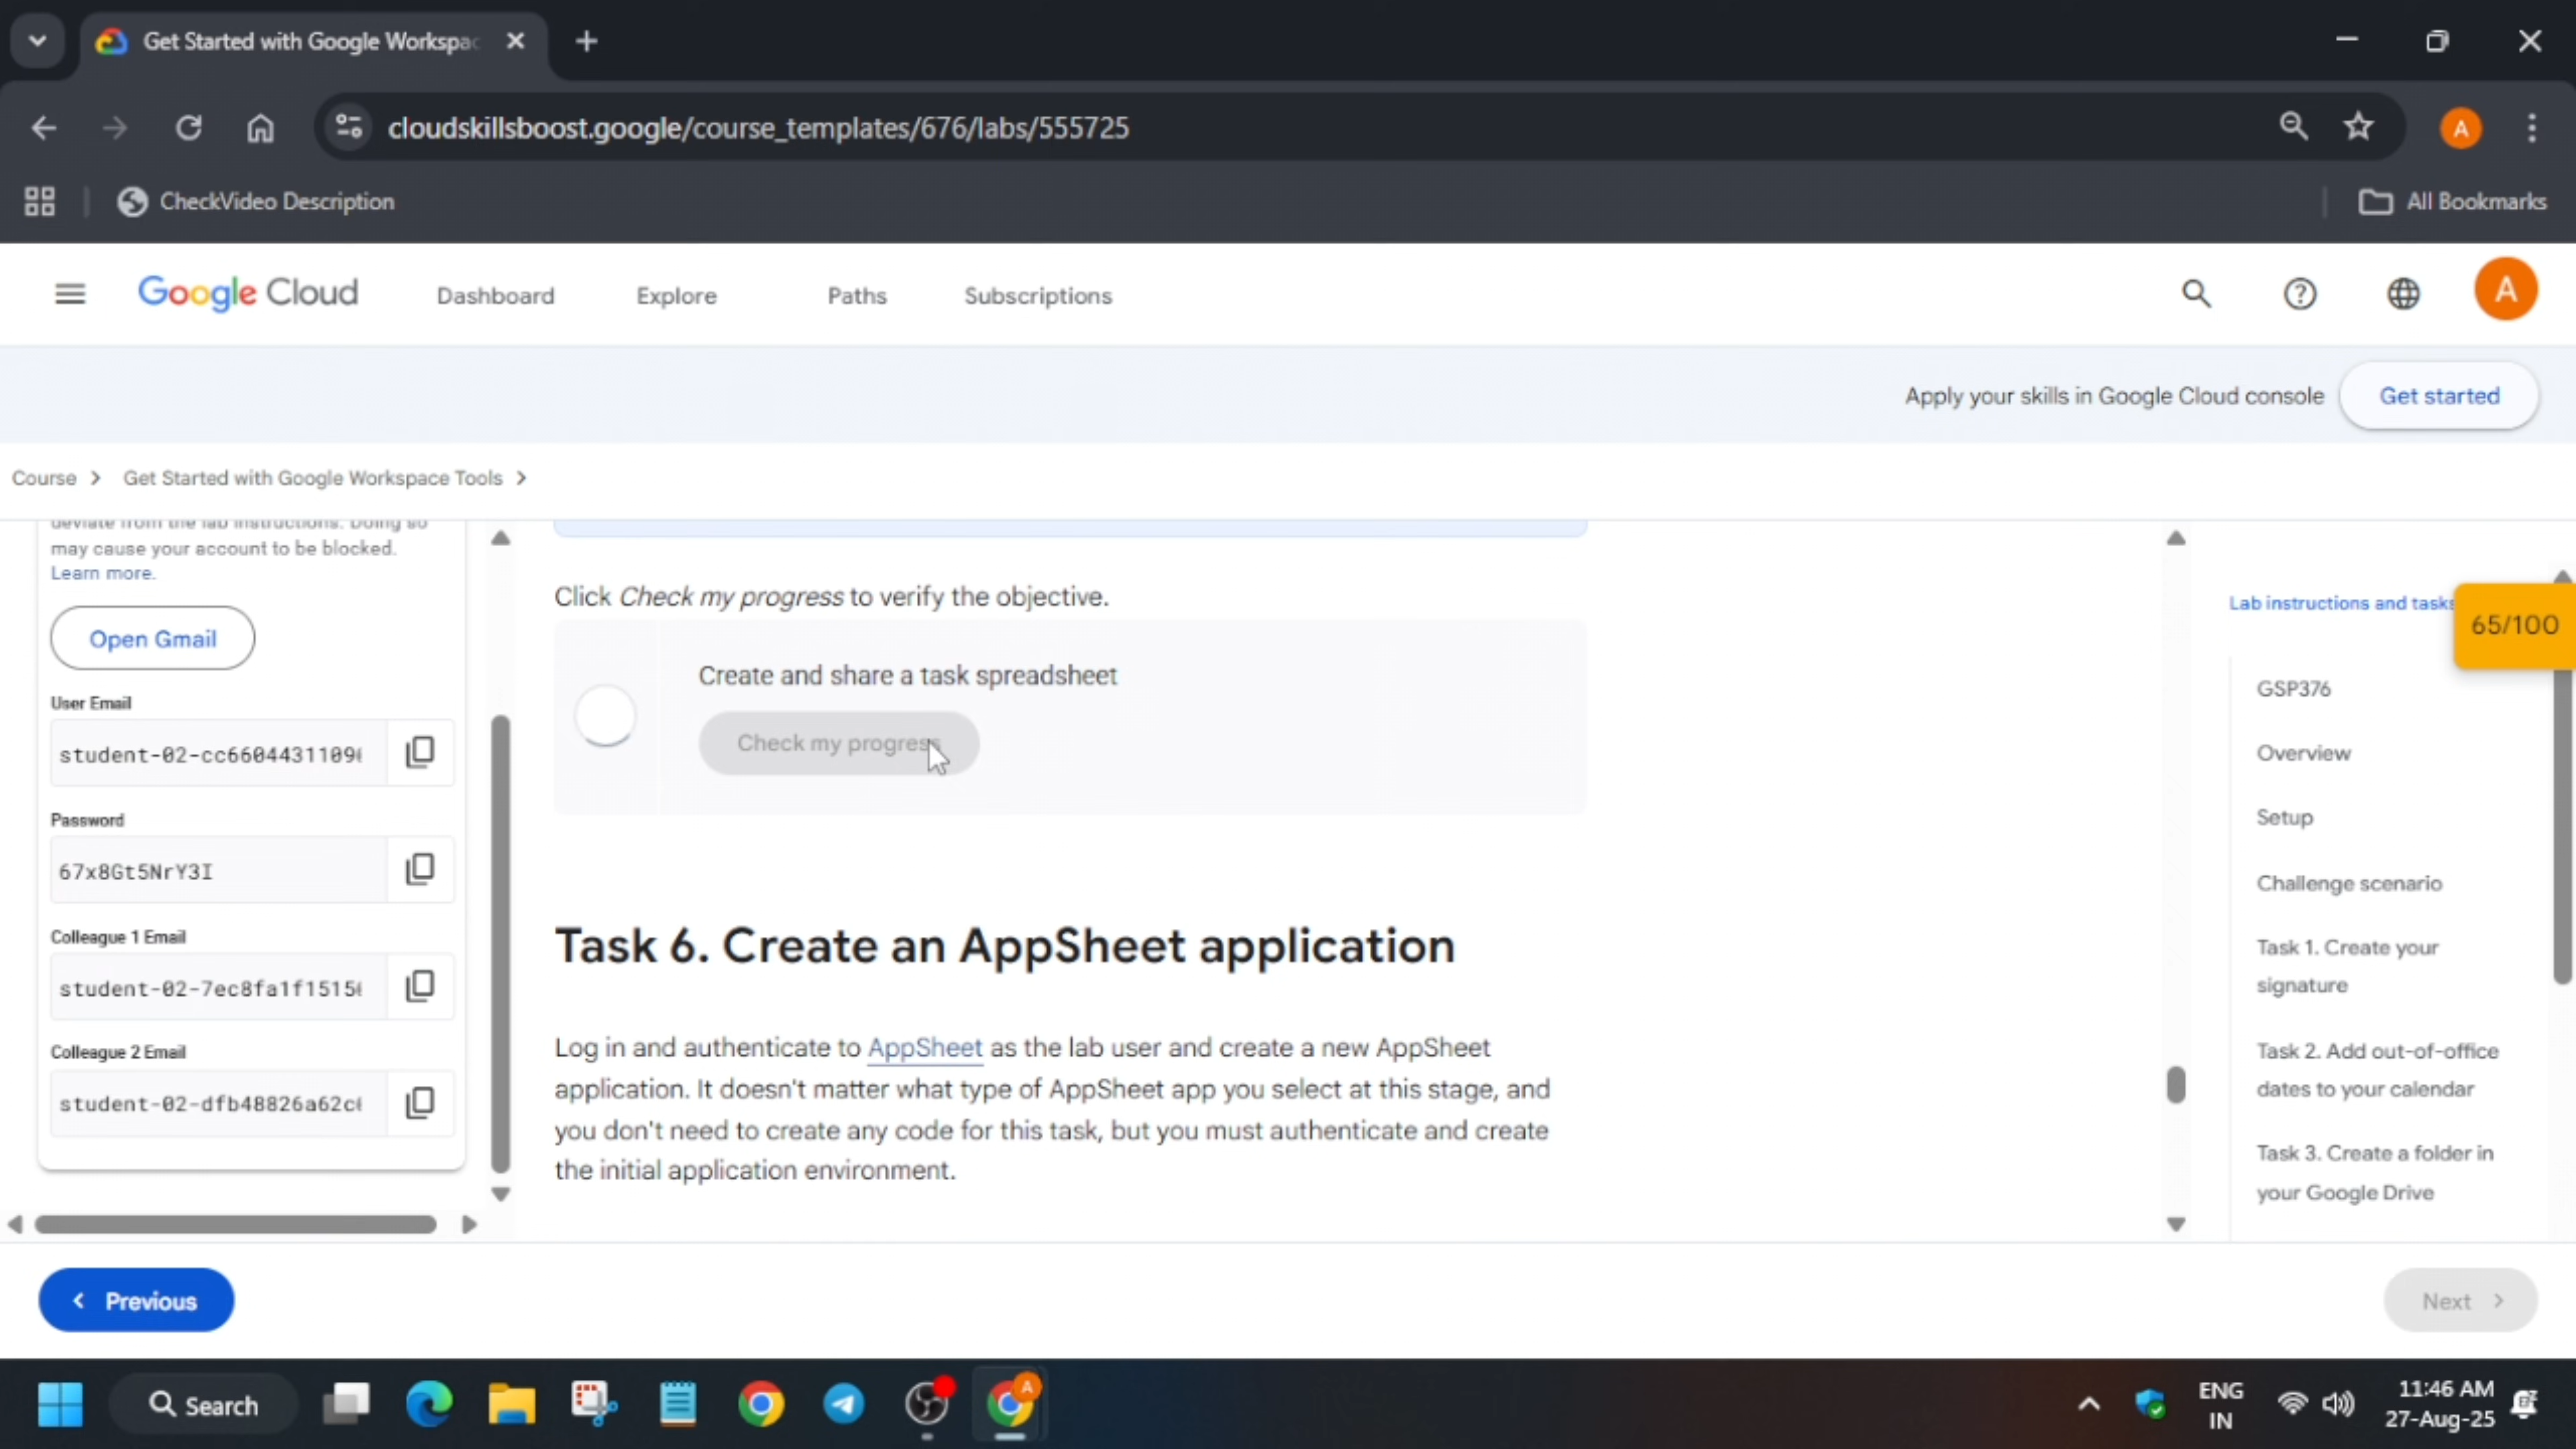 Get Started with Google Workspac
cloudskillsboost.google/course_templates/676/labs/555725
CheckVideo Description
All Bookmarks
Google Cloud
Dashboard
Explore
Paths
Subscriptions
A
Apply your skills in Google Cloud console
Get started
Course
Get Started with Google Workspace Tools
deviate from the lab instructions. Doing so
may cause your account to be blocked.
Learn more.
Open Gmail
User Email
student-02-cc6604431109
Password
67x8Gt5NrY3I
Colleague 1 Email
student-02-7ec8fa1f1515
Colleague 2 Email
student-02-dfb48826a62c
Click Check my progress to verify the objective.
Create and share a task spreadsheet
Check my progress
Task 6. Create an AppSheet application
Log in and authenticate to AppSheet as the lab user and create a new AppSheet
application. It doesn't matter what type of AppSheet app you select at this stage, and
you don't need to create any code for this task, but you must authenticate and create
the initial application environment.
Lab instructions and tasks
65/100
GSP376
Overview
Setup
Challenge scenario
Task 1. Create your
signature
Task 2. Add out-of-office
dates to your calendar
Task 3. Create a folder in
your Google Drive
Previous
Next
Search
ENG
IN
11:46 AM
27-Aug-25